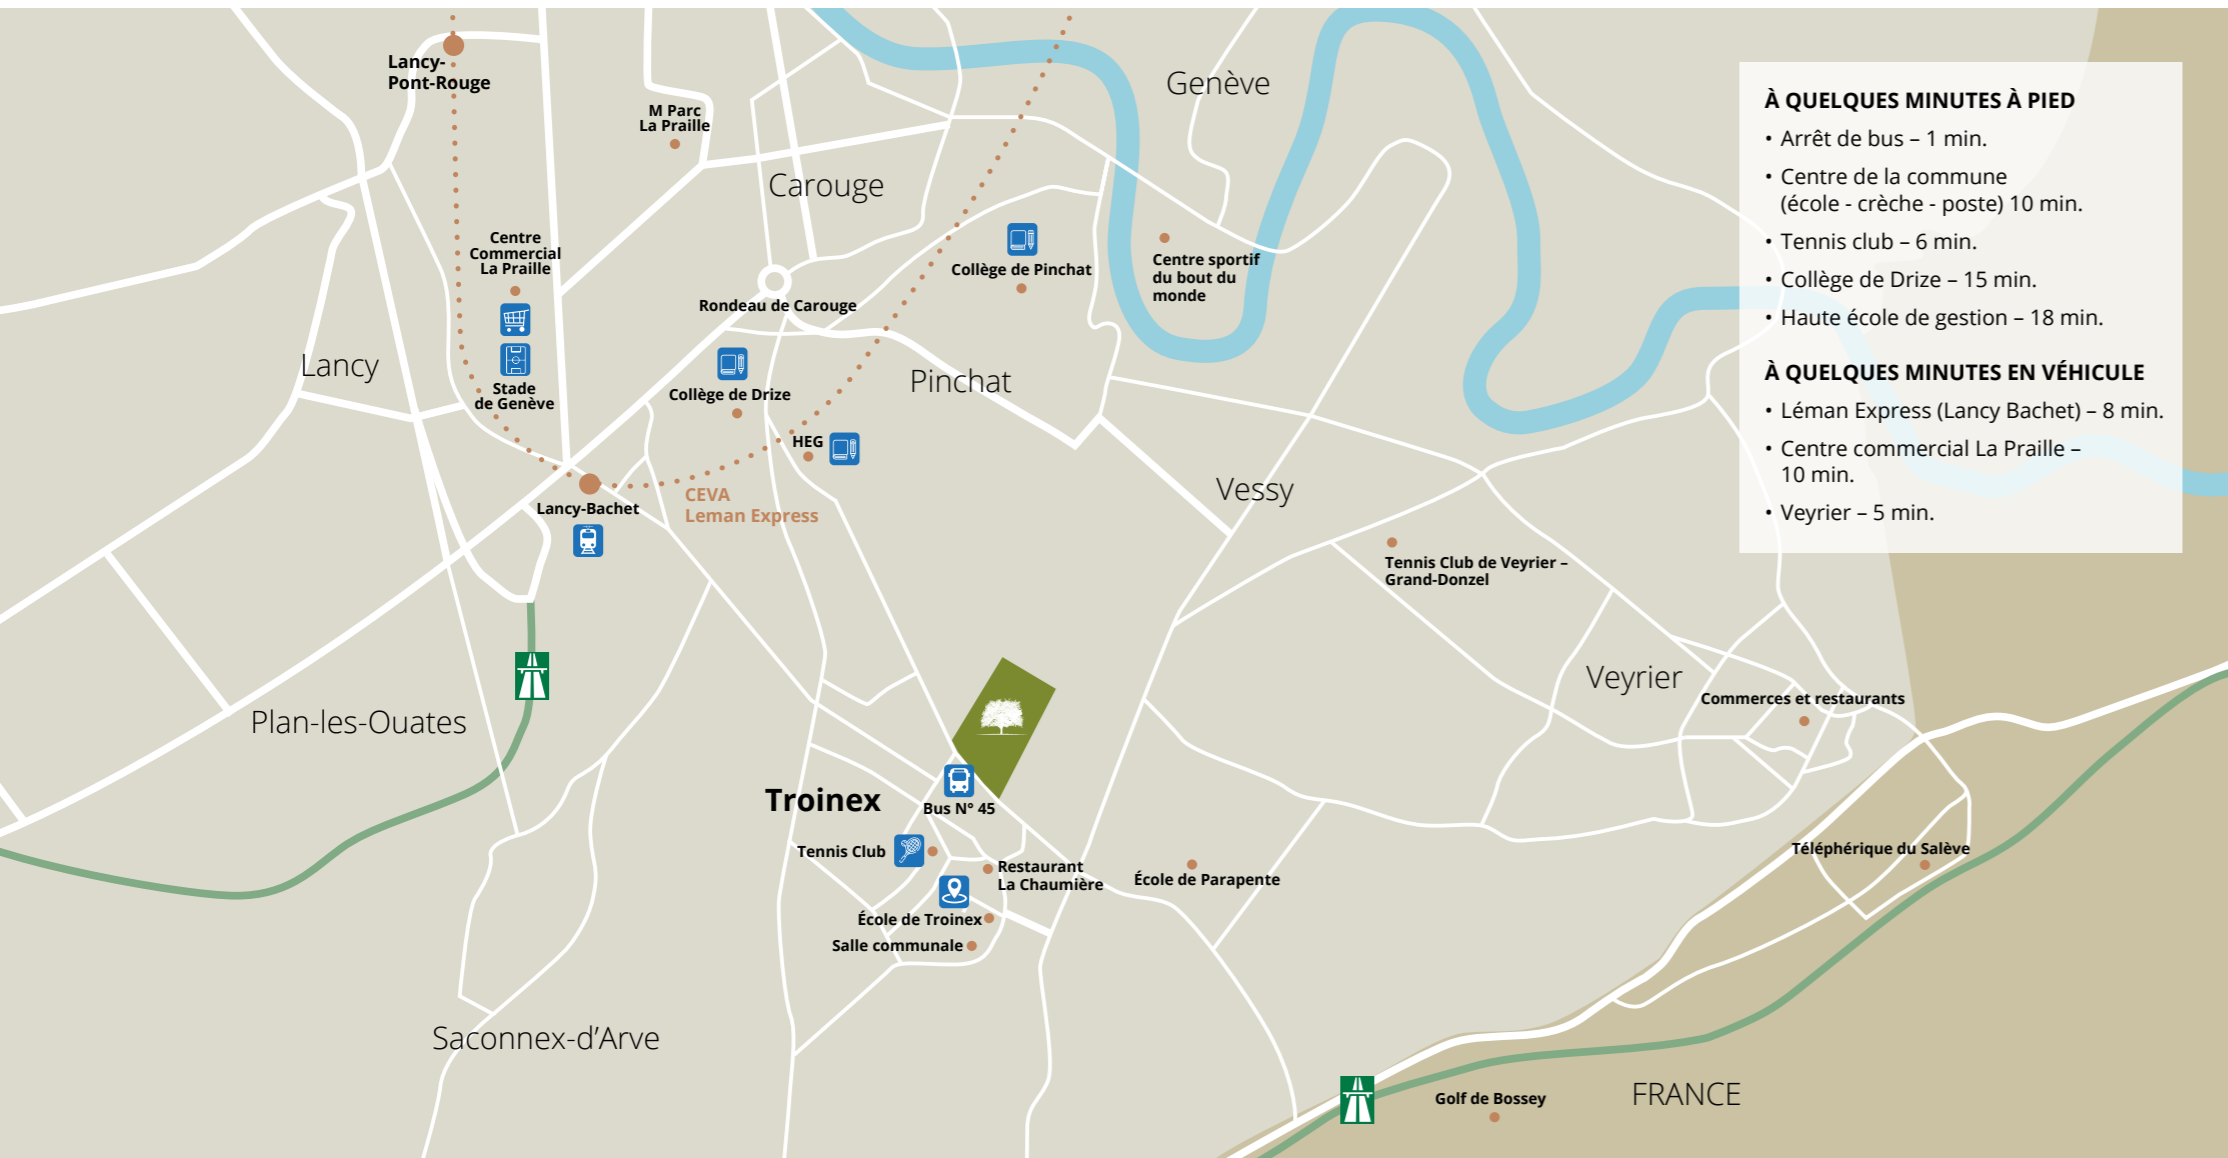 Lancy-
Pont-Rouge
M Parc
La Praille
Genève
Carouge
Centre
Commercial
La Praille
Stade
de Genève
Lancy
Rondeau de Carouge
Collège de Pinchat
Centre sportif
du bout du
monde
Collège de Drize
Pinchat
HEG
CEVA
Leman Express
Lancy-Bachet
Vessy
Tennis Club de Veyrier –
Grand-Donzel
Plan-les-Ouates
Veyrier
Commerces et restaurants
Troinex
Bus N° 45
Tennis Club
Restaurant
La Chaumière
École de Troinex
Salle communale
École de Parapente
Téléphérique du Salève
Saconnex-d’Arve
Golf de Bossey
FRANCE
À QUELQUES MINUTES À PIED
• Arrêt de bus – 1 min.
• Centre de la commune
(école - crèche - poste) 10 min.
• Tennis club – 6 min.
• Collège de Drize – 15 min.
• Haute école de gestion – 18 min.
À QUELQUES MINUTES EN VÉHICULE
• Léman Express (Lancy Bachet) – 8 min.
• Centre commercial La Praille –
10 min.
• Veyrier – 5 min.